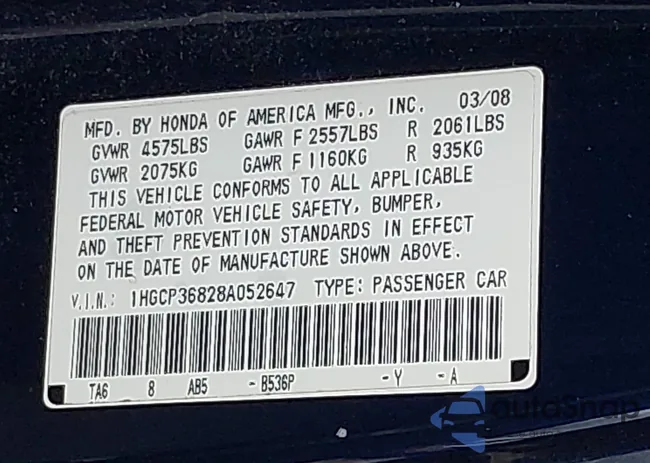 MFD. BY HONDA OF AMERICA MFG., INC. 03/08
GVWR 4575LBS GAWR F 2557LBS R 2061LBS
GVWR 2075KG GAWR F 1160KG R 935KG
THIS VEHICLE CONFORMS TO ALL APPLICABLE
FEDERAL MOTOR VEHICLE SAFETY, BUMPER,
AND THEFT PREVENTION STANDARDS IN EFFECT
ON THE DATE OF MANUFACTURE SHOWN ABOVE.
V.I.N.: 1HGCP36828A052647 TYPE: PASSENGER CAR
TA6 8 AB5 -B536P -Y -A
autoSnap